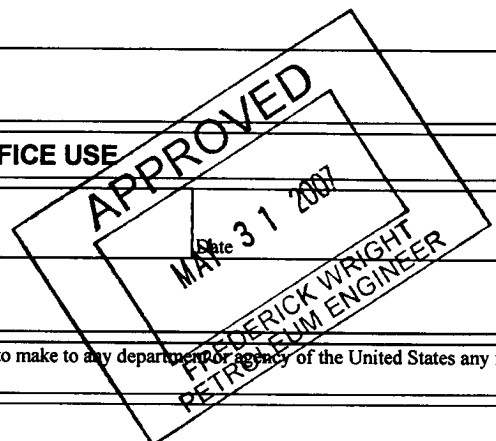 FFICE USE
APPROVED
MAY 31 2007
Date
FREDERICK WRIGHT
PETROLEUM ENGINEER
to make to any department or agency of the United States any